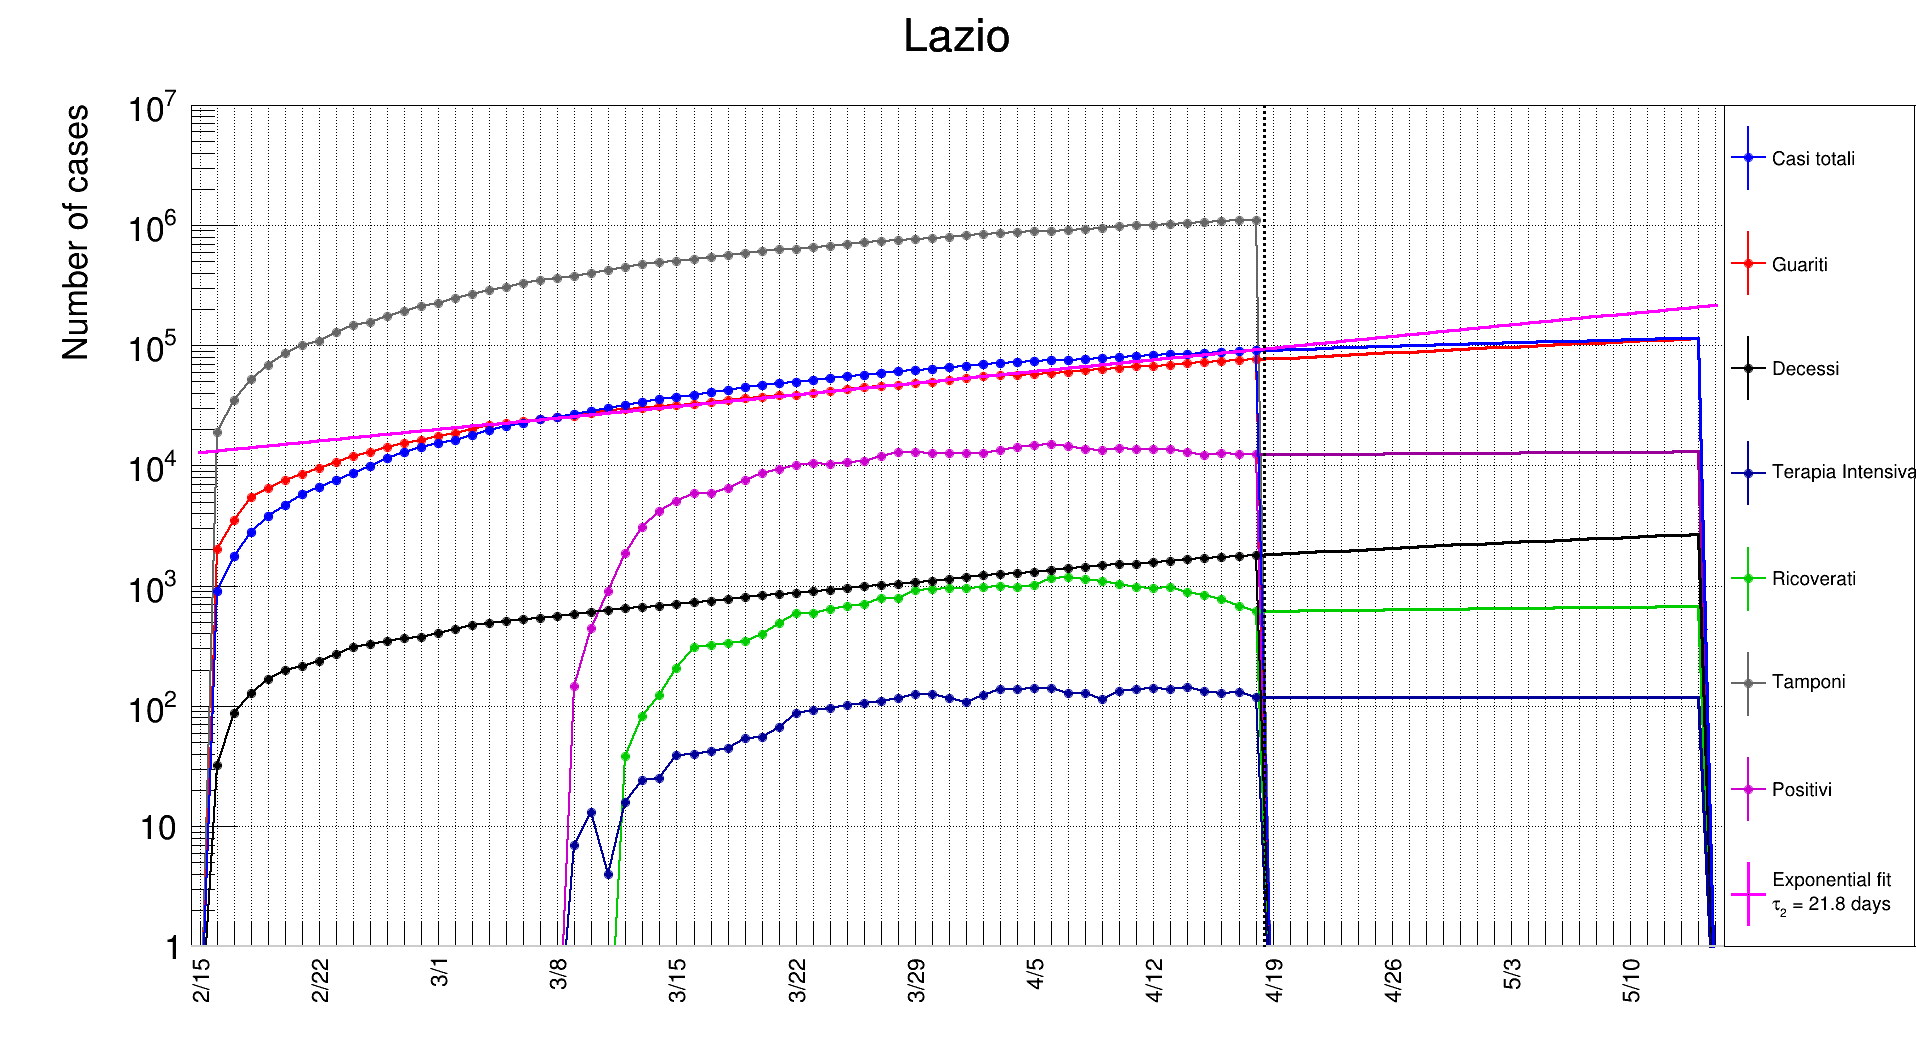 Lazio
Number of cases
10^7
10^6
10^5
10^4
10^3
10^2
10
1
2/15
2/22
3/1
3/8
3/15
3/22
3/29
4/5
4/12
4/19
4/26
5/3
5/10
Casi totali
Guariti
Decessi
Terapia Intensiva
Ricoverati
Tamponi
Positivi
Exponential fit
τ₂ = 21.8 days